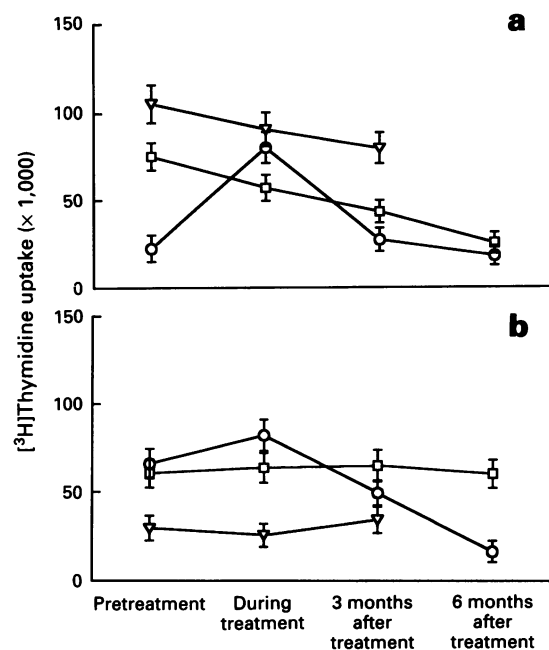 a
150
100
50
0
b
150
100
50
0
[³H]Thymidine uptake (× 1,000)
Pretreatment
During
treatment
3 months
after
treatment
6 months
after
treatment